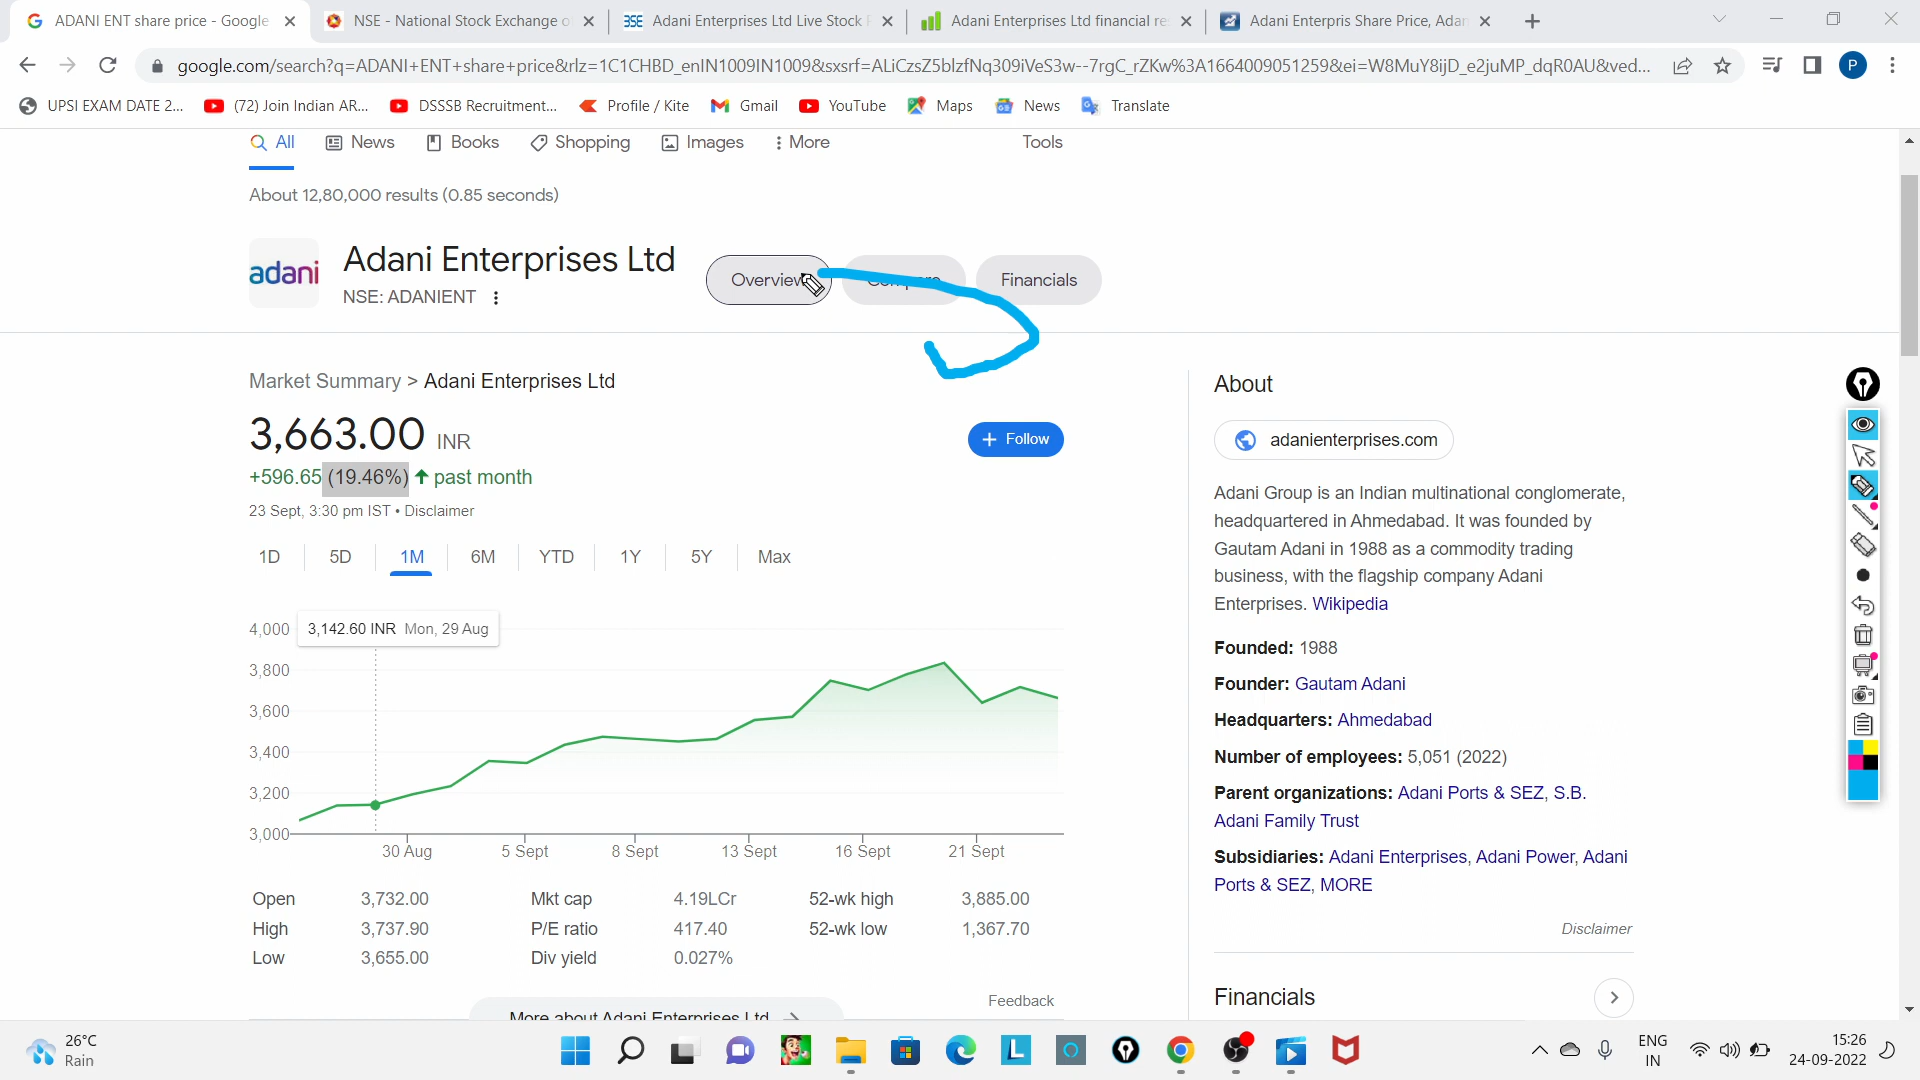 ADANI ENT share price - Google
NSE - National Stock Exchange o
BSE Adani Enterprises Ltd Live Stock P
Adani Enterprises Ltd financial re
Adani Enterpris Share Price, Adan
google.com/search?q=ADANI+ENT+share+price&rlz=1C1CHBD_enIN1009IN1009&sxsrf=ALiCzsZ5blzfNq309iVeS3w--7rgC_rZKw%3A1664009051259&ei=W8MuY8ijD_e2juMP_dqR0AU&ved...
P
UPSI EXAM DATE 2...
(72) Join Indian AR...
DSSSB Recruitment...
Profile / Kite
Gmail
YouTube
Maps
News
Translate
All News Books Shopping Images More Tools
About 12,80,000 results (0.85 seconds)
adani
Adani Enterprises Ltd
NSE: ADANIENT
Overview Compare Financials
Market Summary > Adani Enterprises Ltd
3,663.00 INR
+596.65 (19.46%) past month
+ Follow
23 Sept, 3:30 pm IST • Disclaimer
1D 5D 1M 6M YTD 1Y 5Y Max
3,142.60 INR Mon, 29 Aug
4,000
3,800
3,600
3,400
3,200
3,000
30 Aug 5 Sept 8 Sept 13 Sept 16 Sept 21 Sept
Open 3,732.00 Mkt cap 4.19LCr 52-wk high 3,885.00
High 3,737.90 P/E ratio 417.40 52-wk low 1,367.70
Low 3,655.00 Div yield 0.027%
Feedback
More about Adani Enterprises Ltd
About
adanienterprises.com
Adani Group is an Indian multinational conglomerate,
headquartered in Ahmedabad. It was founded by
Gautam Adani in 1988 as a commodity trading
business, with the flagship company Adani
Enterprises. Wikipedia
Founded: 1988
Founder: Gautam Adani
Headquarters: Ahmedabad
Number of employees: 5,051 (2022)
Parent organizations: Adani Ports & SEZ, S.B.
Adani Family Trust
Subsidiaries: Adani Enterprises, Adani Power, Adani
Ports & SEZ, MORE
Disclaimer
Financials
26°C
Rain
L
ENG
IN
15:26
24-09-2022